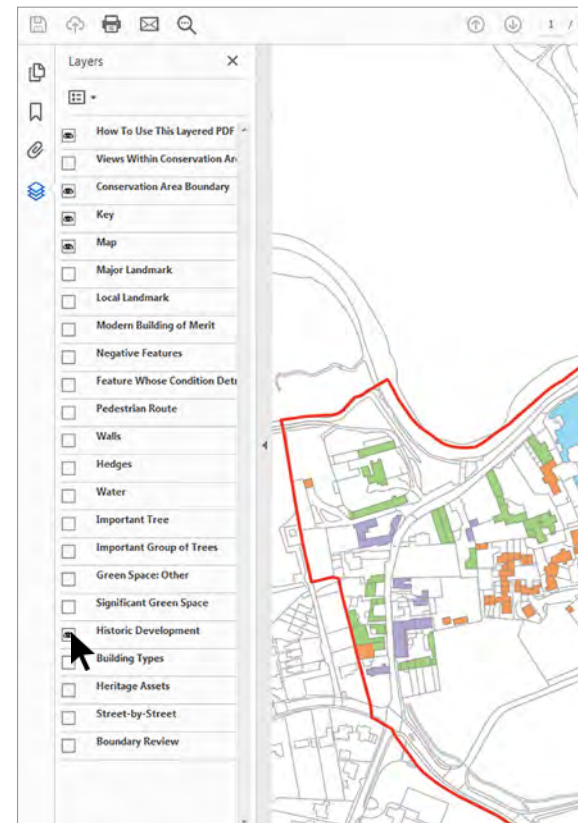 1 /
Layers
How To Use This Layered PDF
Views Within Conservation Are
Conservation Area Boundary
Key
Map
Major Landmark
Local Landmark
Modern Building of Merit
Negative Features
Feature Whose Condition Detr
Pedestrian Route
Walls
Hedges
Water
Important Tree
Important Group of Trees
Green Space: Other
Significant Green Space
Historic Development
Building Types
Heritage Assets
Street-by-Street
Boundary Review